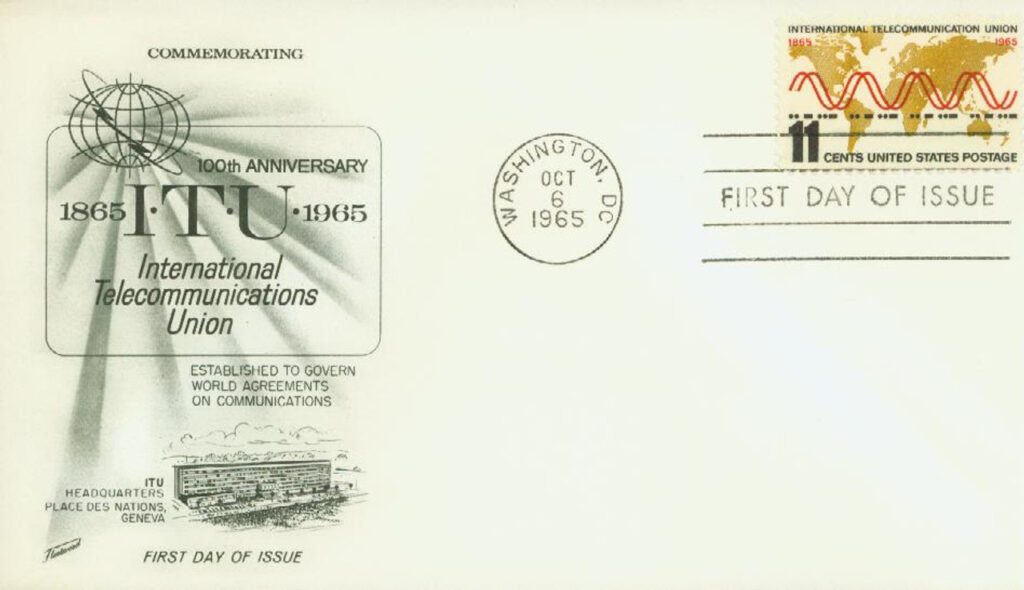 COMMEMORATING
100th ANNIVERSARY
1865 I·T·U·1965
International
Telecommunications
Union
ESTABLISHED TO GOVERN
WORLD AGREEMENTS
ON COMMUNICATIONS
ITU
HEADQUARTERS
PLACE DES NATIONS,
GENEVA
Fleetwood
FIRST DAY OF ISSUE
WASHINGTON, DC
OCT
6
1965
INTERNATIONAL TELECOMMUNICATION UNION
1865 1965
11 CENTS UNITED STATES POSTAGE
FIRST DAY OF ISSUE